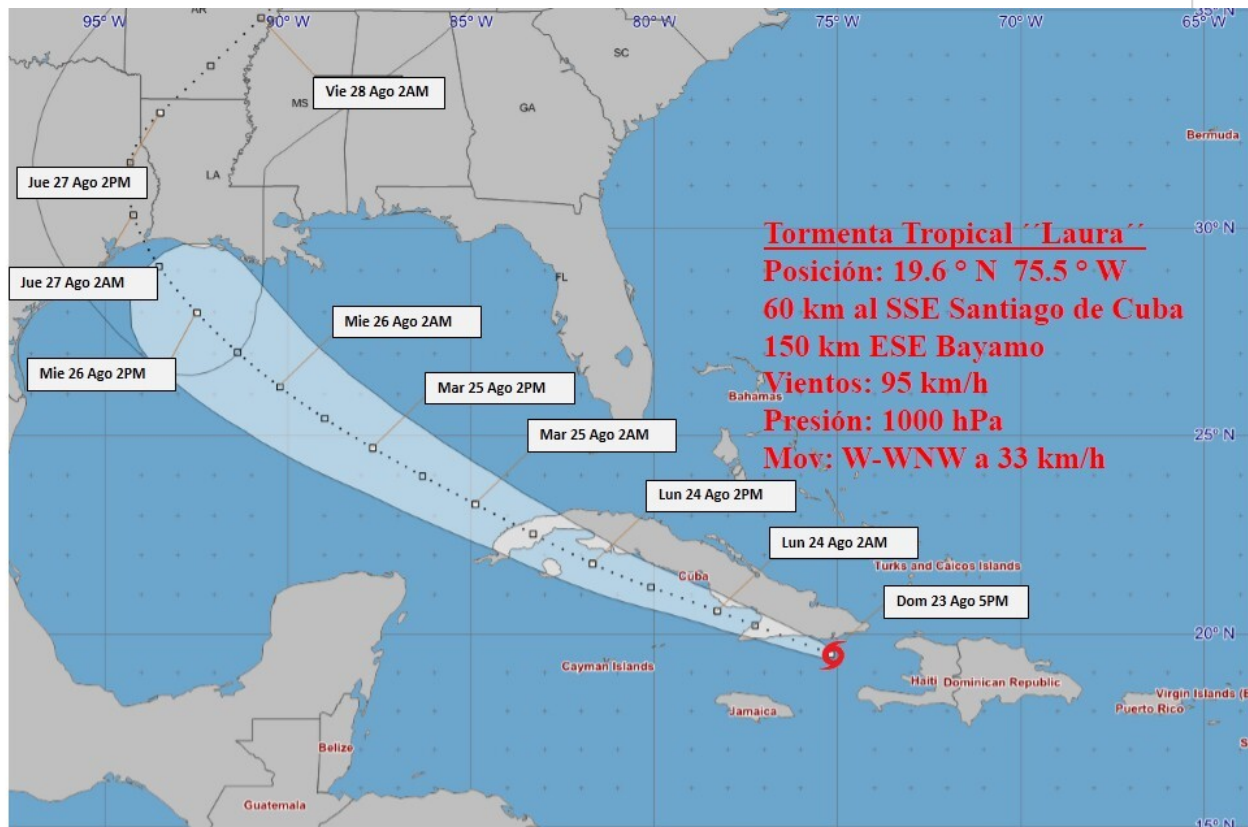 95° W
90° W
85° W
80° W
75° W
70° W
65° W
35° N
AR
SC
Vie 28 Ago 2AM
MS
GA
Bermuda
LA
Jue 27 Ago 2PM
30° N
Tormenta Tropical ´´Laura´´
Posición: 19.6 ° N 75.5 ° W
60 km al SSE Santiago de Cuba
150 km ESE Bayamo
Vientos: 95 km/h
Presión: 1000 hPa
Mov: W-WNW a 33 km/h
FL
Jue 27 Ago 2AM
Mie 26 Ago 2AM
Mie 26 Ago 2PM
Mar 25 Ago 2PM
Bahamas
Mar 25 Ago 2AM
25° N
Lun 24 Ago 2PM
Lun 24 Ago 2AM
Turks and Caicos Islands
Cuba
Dom 23 Ago 5PM
20° N
Cayman Islands
Haiti
Dominican Republic
Jamaica
Virgin Islands (B
Puerto Rico
Belize
S
Guatemala
15° N